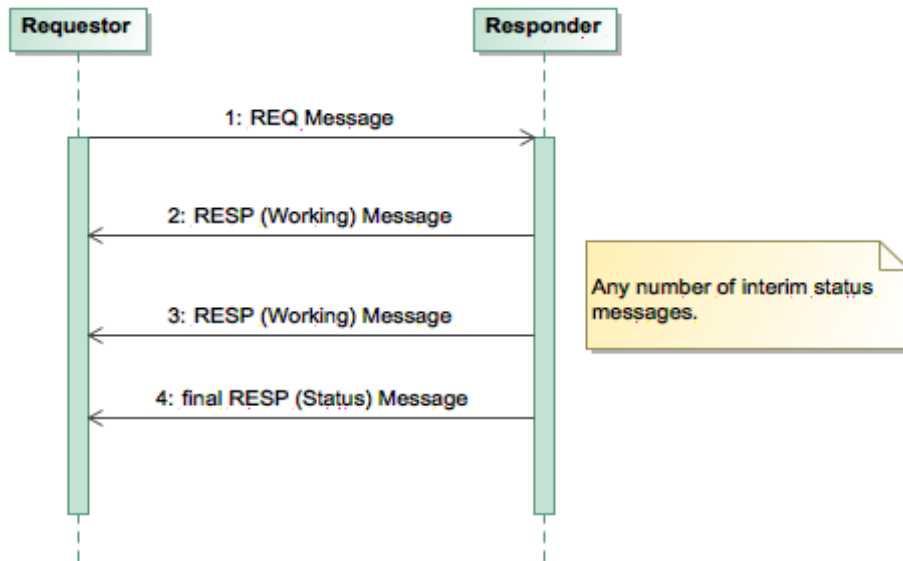 Requestor
Responder
1: REQ Message
2: RESP (Working) Message
Any number of interim status
messages.
3: RESP (Working) Message
4: final RESP (Status) Message